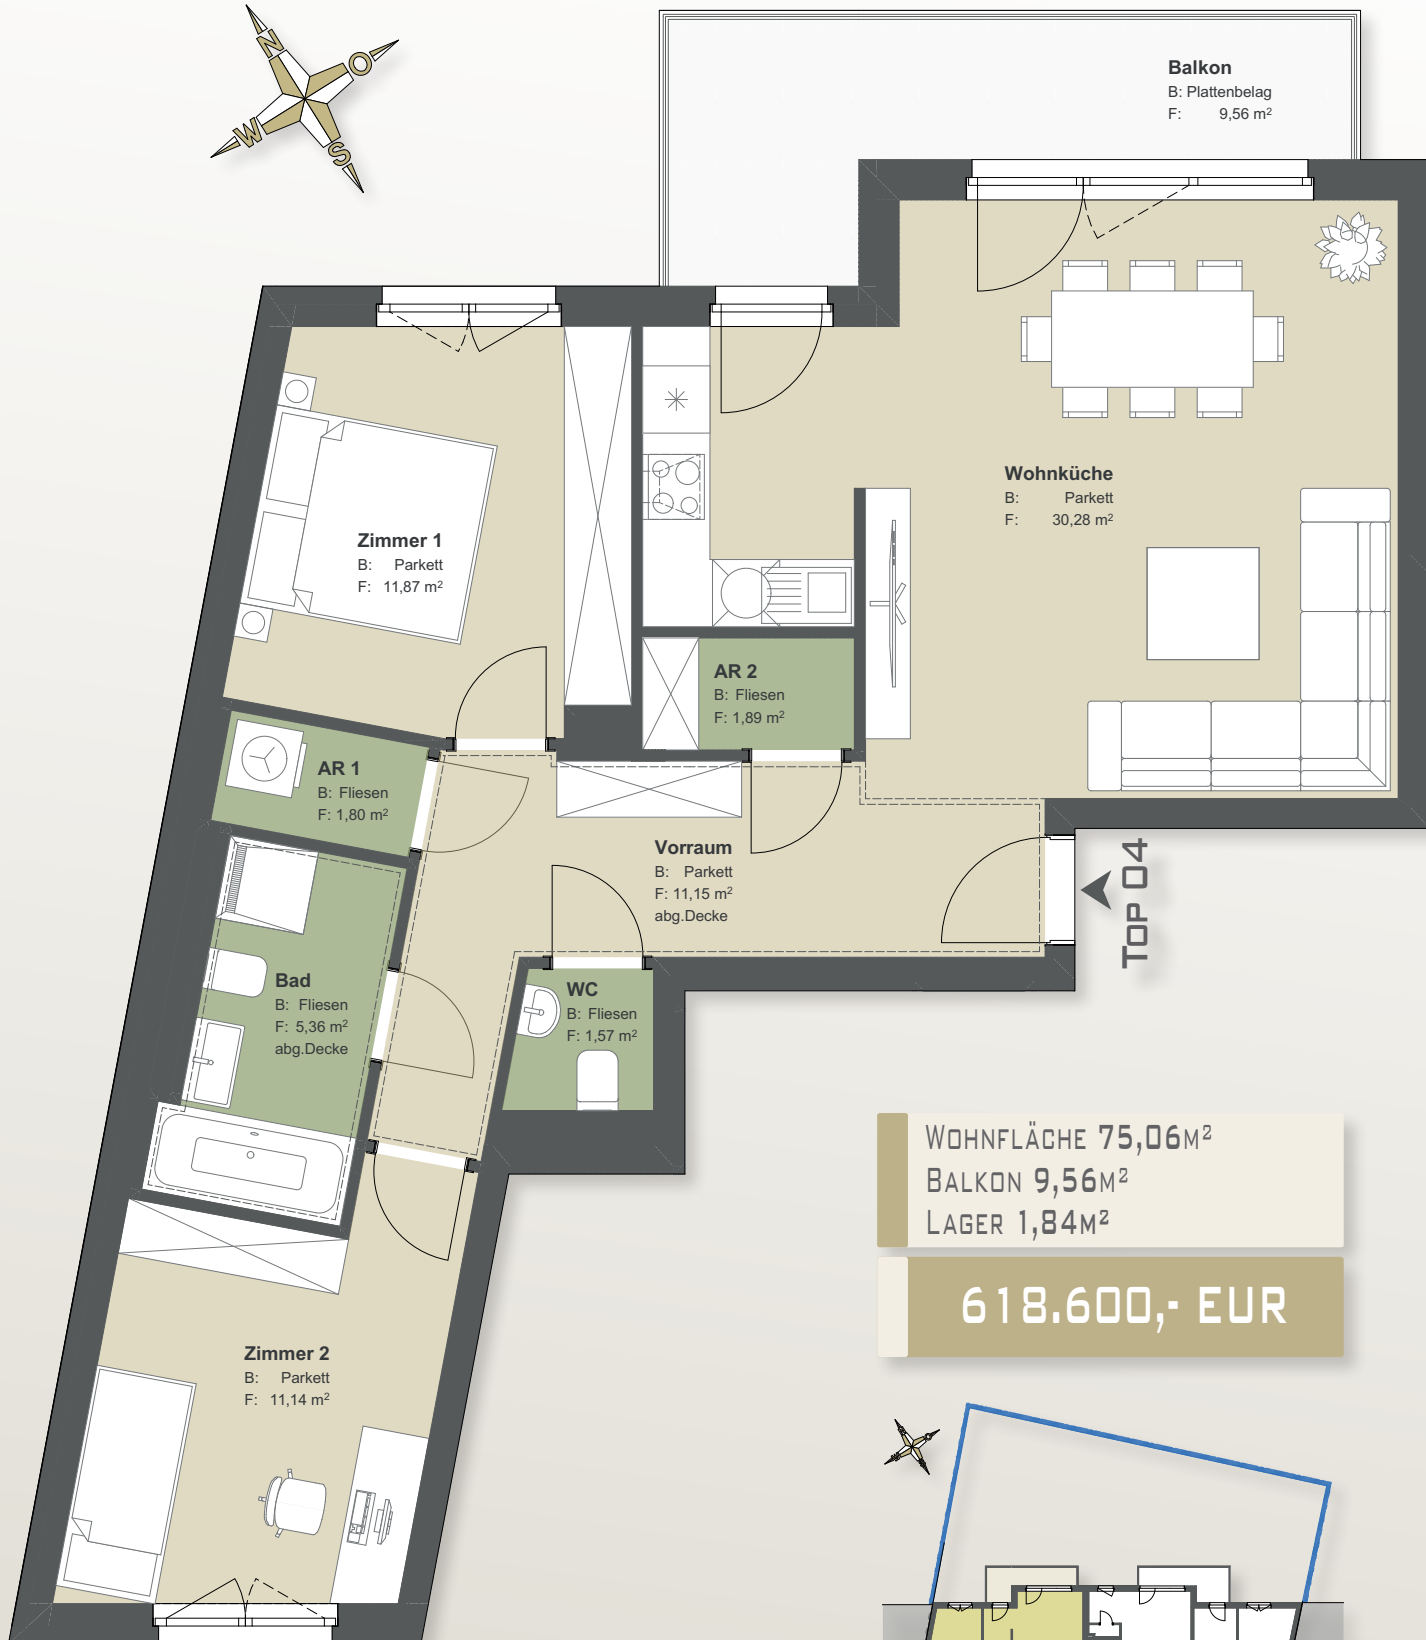 N
O
W
S
Balkon
B: Plattenbelag
F: 9,56 m²
Wohnküche
B: Parkett
F: 30,28 m²
Zimmer 1
B: Parkett
F: 11,87 m²
AR 2
B: Fliesen
F: 1,89 m²
AR 1
B: Fliesen
F: 1,80 m²
Vorraum
B: Parkett
F: 11,15 m²
abg.Decke
TOP 04
Bad
B: Fliesen
F: 5,36 m²
abg.Decke
WC
B: Fliesen
F: 1,57 m²
WOHNFLÄCHE 75,06M²
BALKON 9,56M²
LAGER 1,84M²
618.600,- EUR
Zimmer 2
B: Parkett
F: 11,14 m²